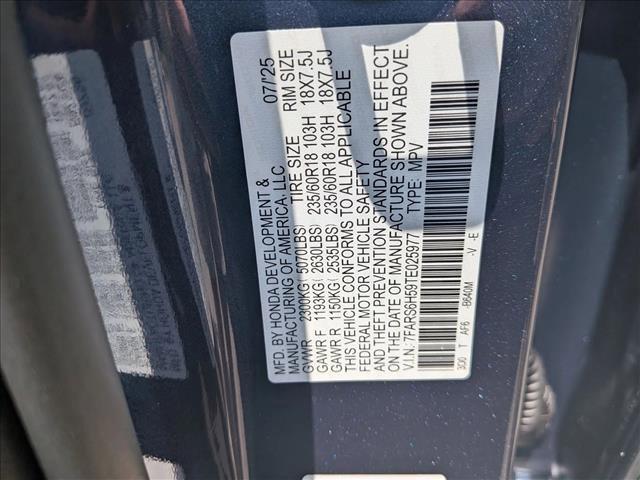 MFD. BY HONDA DEVELOPMENT &
MANUFACTURING OF AMERICA, LLC 07/'25
GVWR 2300KG( 5070LBS) TIRE SIZE RIM SIZE
GAWR F 1193KG( 2630LBS) 235/60R18 103H 18X7.5J
GAWR R 1150KG( 2535LBS) 235/60R18 103H 18X7.5J
THIS VEHICLE CONFORMS TO ALL APPLICABLE
FEDERAL MOTOR VEHICLE SAFETY
AND THEFT PREVENTION STANDARDS IN EFFECT
ON THE DATE OF MANUFACTURE SHOWN ABOVE.
V.I.N: 7FARS6H59TE025977 TYPE: MPV
3D0 T AF6 -B640M -V -E